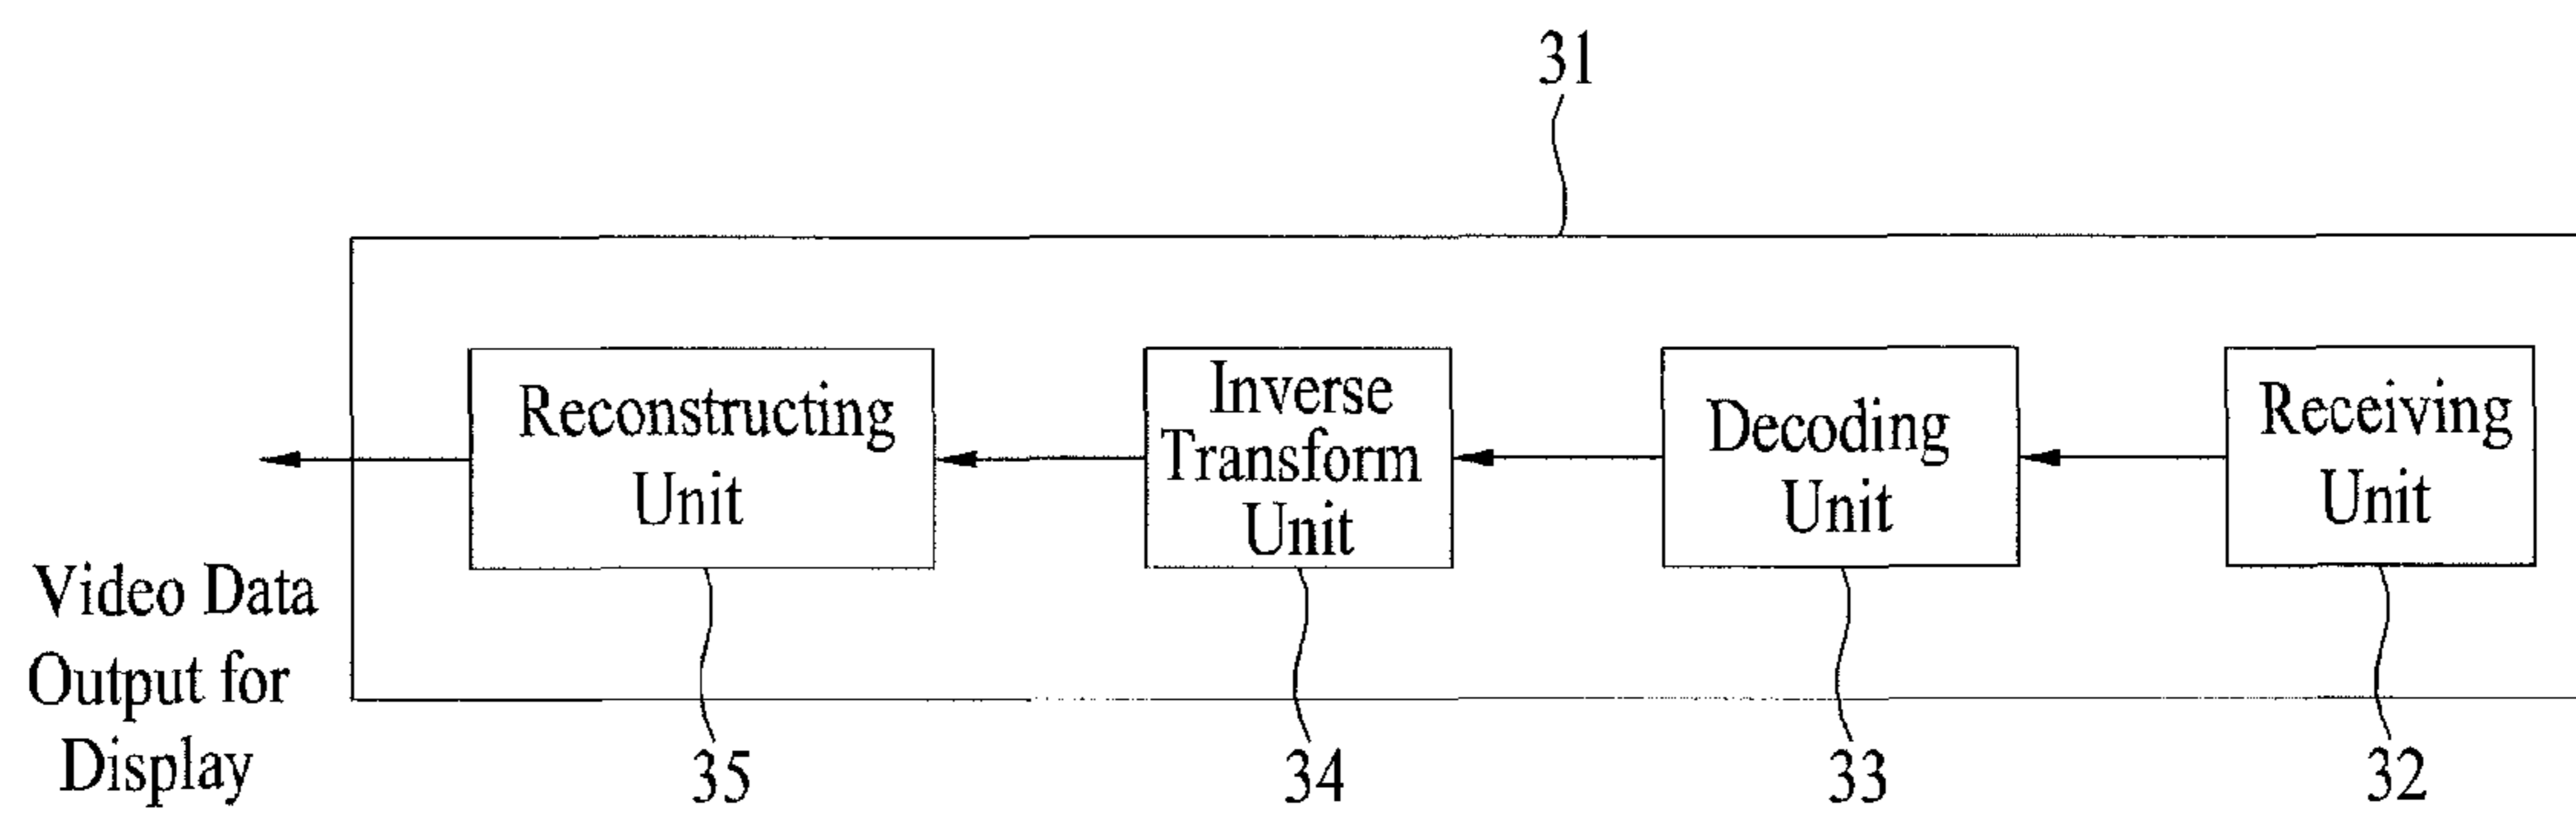 31
Reconstructing
Unit
Inverse
Transform
Unit
Decoding
Unit
Receiving
Unit
Video Data
Output for
Display
35
34
33
32